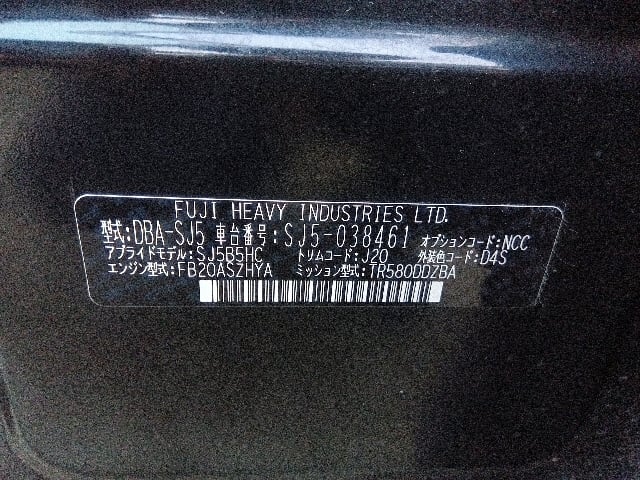 FUJI HEAVY INDUSTRIES LTD.
型式:DBA-SJ5 車台番号:SJ5-038461 オプションコード:NCC
アプライドモデル:SJ5B5HC トリムコード:J20 外装色コード:D4S
エンジン型式:FB20ASZHYA ミッション型式:TR580DDZBA